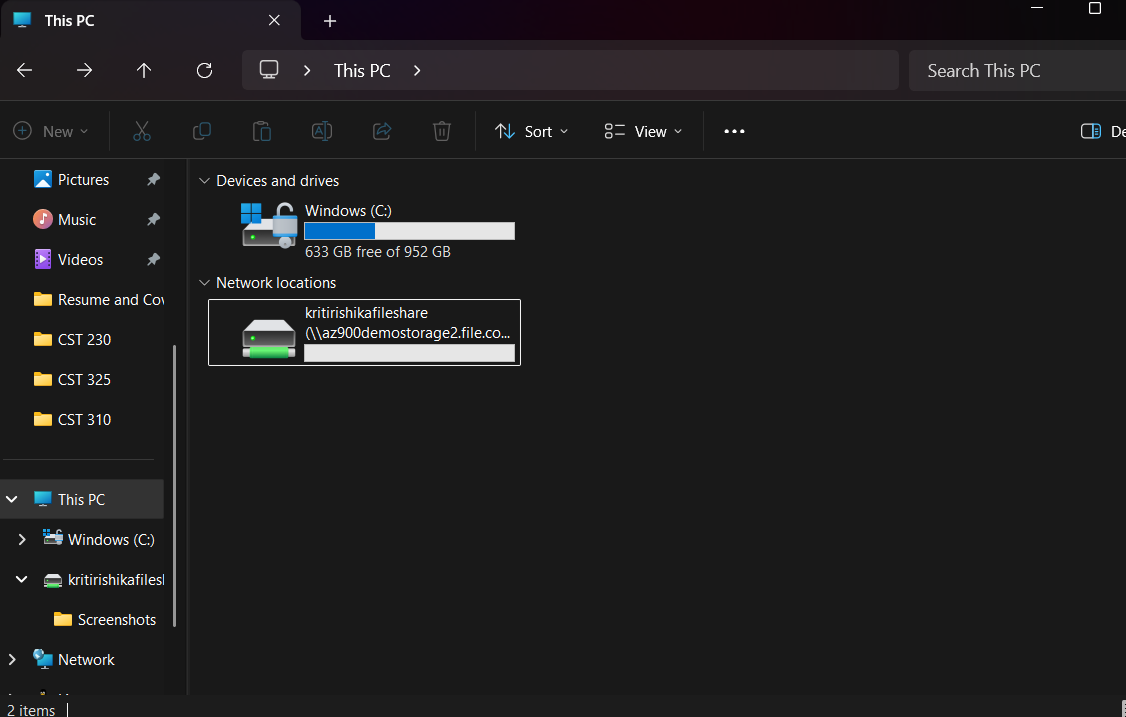 This PC
This PC
Search This PC
New
Sort
View
De
Pictures
Music
Videos
Resume and Cov
CST 230
CST 325
CST 310
This PC
Windows (C:)
kritirishikafilesh
Screenshots
Network
Devices and drives
Windows (C:)
633 GB free of 952 GB
Network locations
kritirishikafileshare
(\\az900demostorage2.file.co...
2 items